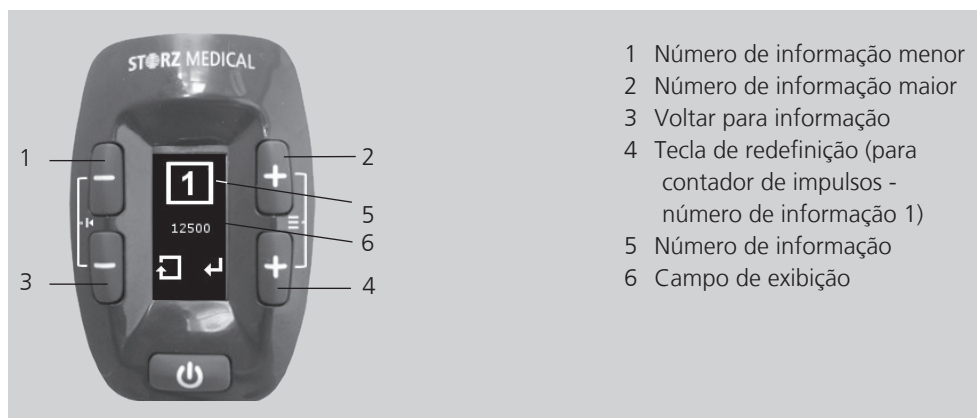 STORZ MEDICAL
1
2
1
5
12500
6
3
4
1 Número de informação menor
2 Número de informação maior
3 Voltar para informação
4 Tecla de redefinição (para
contador de impulsos -
número de informação 1)
5 Número de informação
6 Campo de exibição